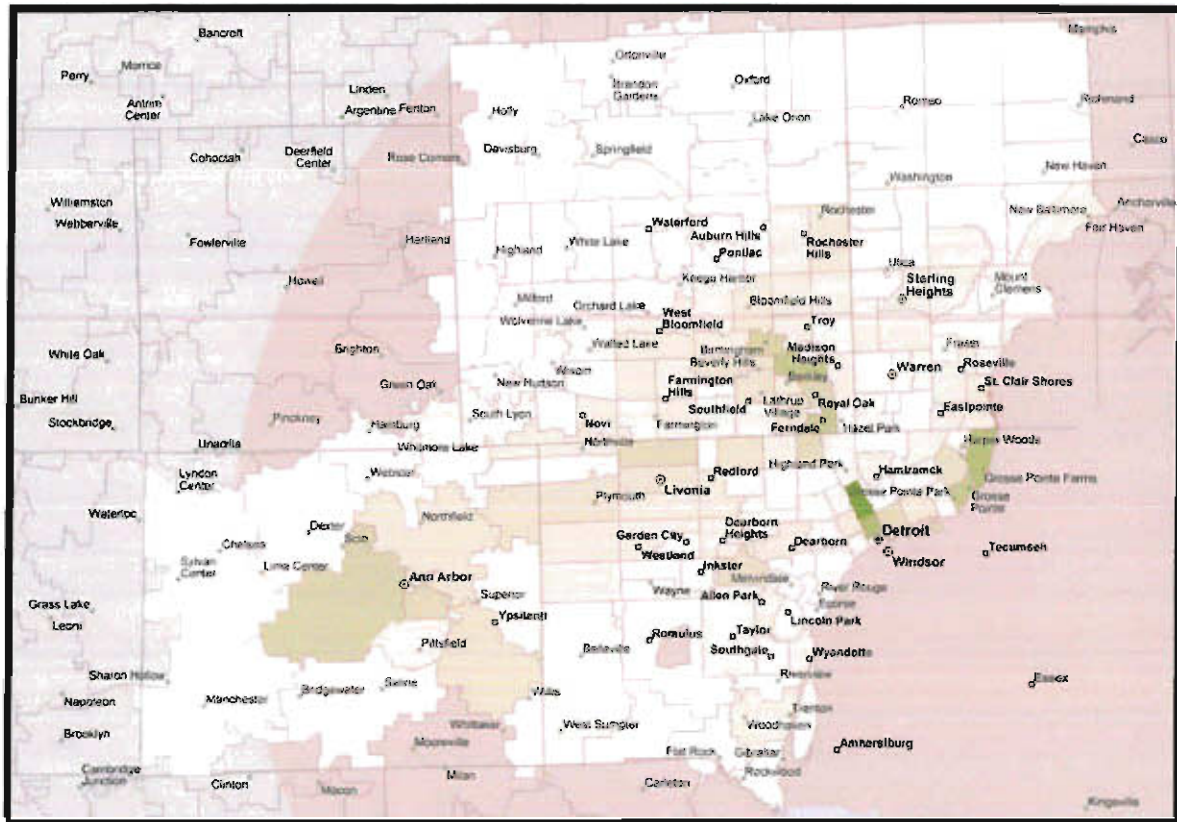 Bancroft
Memphis
Perry
Morrice
Ortonville
Oxford
Linden
Brandon
Gardens
Antrim
Center
Argentine
Fenton
Holly
Romeo
Richmond
Lake Orion
Casco
Cohoctah
Deerfield
Center
Rose Corners
Davisburg
Springfield
New Haven
Washington
Williamston
Webberville
Anchorville
Rochester
New Baltimore
Fair Haven
Waterford
Auburn Hills
Rochester
Hills
Fowlerville
Hartland
Highland
White Lake
Pontiac
Utica
Howell
Keego Harbor
Sterling
Heights
Mount
Clemens
Milford
Orchard Lake
Bloomfield Hills
West
Bloomfield
Wolverine Lake
Troy
White Oak
Brighton
Walled Lake
Birmingham
Madison
Heights
Fraser
Beverly Hills
Wixom
Warren
Roseville
Green Oak
New Hudson
Farmington
Hills
Berkley
St. Clair Shores
Bunker Hill
Lathrup
Village
Royal Oak
Southfield
Pinckney
South Lyon
Novi
Eastpointe
Stockbridge
Hamburg
Farmington
Ferndale
Hazel Park
Unadilla
Whitmore Lake
Northville
Harper Woods
Lyndon
Center
Webster
Highland Park
Hamtramck
Redford
Grosse Pointe Farms
Livonia
Grosse Pointe Park
Grosse
Pointe
Plymouth
Waterloo
Northfield
Dexter
Dearborn
Heights
Scio
Garden City
Detroit
Chelsea
Westland
Dearborn
Tecumseh
Windsor
Sylvan
Center
Lima Center
Inkster
Ann Arbor
Melvindale
Superior
Wayne
River Rouge
Grass Lake
Allen Park
Ecorse
Leoni
Ypsilanti
Lincoln Park
Pittsfield
Romulus
Taylor
Belleville
Southgate
Wyandotte
Riverview
Sharon Hollow
Saline
Essex
Bridgewater
Manchester
Willis
Napoleon
Trenton
Whittaker
West Sumpter
Woodhaven
Brooklyn
Mooreville
Flat Rock
Gibraltar
Amherstburg
Cambridge
Junction
Milan
Rockwood
Clinton
Macon
Carleton
Kingsville